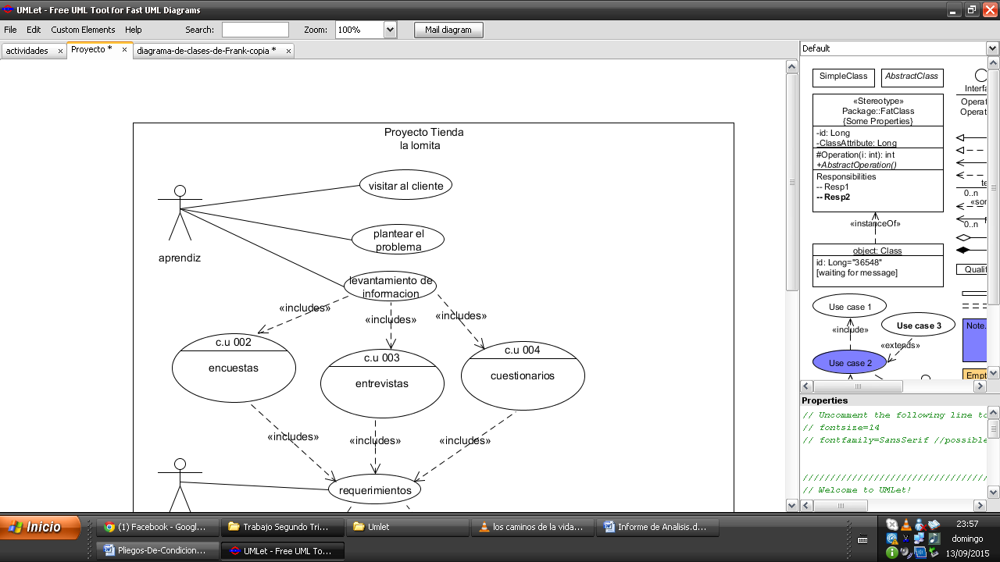 UMLet - Free UML Tool for Fast UML Diagrams
File Edit Custom Elements Help Search: Zoom: 100% Mail diagram
actividades Proyecto * diagrama-de-clases-de-Frank-copia *
Default
Proyecto Tienda
la lomita
visitar al cliente
plantear el
problema
aprendiz
levantamiento de
informacion
«includes»
«includes»
«includes»
c.u 002
encuestas
c.u 003
entrevistas
c.u 004
cuestionarios
«includes»
«includes»
«includes»
requerimientos
SimpleClass
AbstractClass
«Stereotype»
Package::FatClass
{Some Properties}
-id: Long
-ClassAttribute: Long
#Operation(i: int): int
+AbstractOperation()
Responsibilities
-- Resp1
-- Resp2
«instanceOf»
object: Class
id: Long="36548"
[waiting for message]
Use case 1
«include»
Use case 3
«extends»
Use case 2
Interfa
Operat
Operat
te
0..n
«son
0..n
Qualif
Note.
Empt
Properties
// Uncomment the following line to
// fontsize=14
// fontfamily=SansSerif //possible
////////////////////////////////
// Welcome to UMLet!
Inicio
(1) Facebook - Googl...
Trabajo Segundo Tri...
Umlet
los caminos de la vida...
Informe de Analisis.d...
Pliegos-De-Condicion...
UMLet - Free UML To...
23:57
domingo
13/09/2015